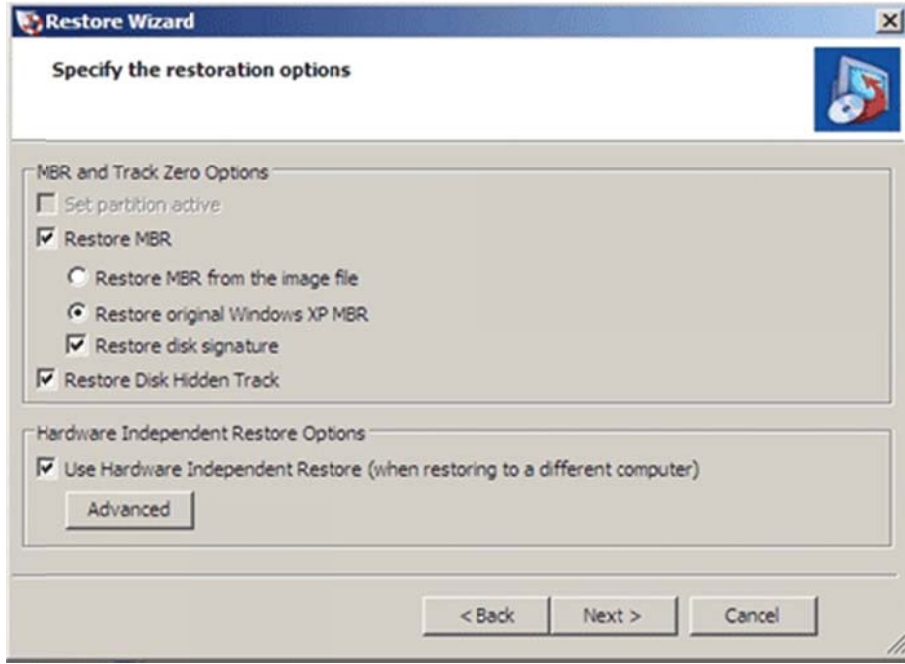 Restore Wizard
Specify the restoration options
MBR and Track Zero Options
Set partition active
Restore MBR
Restore MBR from the image file
Restore original Windows XP MBR
Restore disk signature
Restore Disk Hidden Track
Hardware Independent Restore Options
Use Hardware Independent Restore (when restoring to a different computer)
Advanced
< Back Next > Cancel